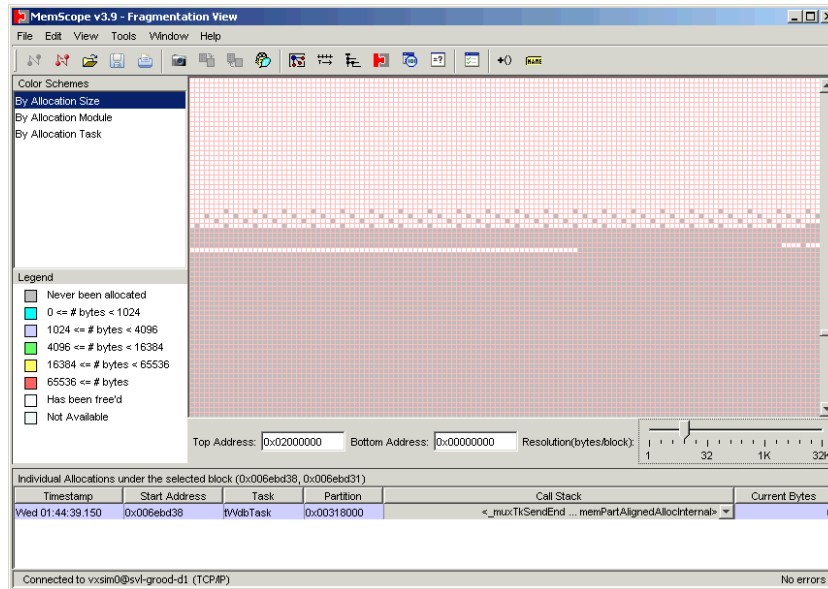 MemScope v3.9 - Fragmentation View
File Edit View Tools Window Help
+() NAME
Color Schemes
By Allocation Size
By Allocation Module
By Allocation Task
Legend
Never been allocated
0 <= # bytes < 1024
1024 <= # bytes < 4096
4096 <= # bytes < 16384
16384 <= # bytes < 65536
65536 <= # bytes
Has been free'd
Not Available
Top Address: 0x02000000 Bottom Address: 0x00000000 Resolution(bytes/block):
1 32 1K 32K
Individual Allocations under the selected block (0x006ebd38, 0x006ebd31)
Timestamp Start Address Task Partition Call Stack Current Bytes
Wed 01:44:39.150 0x006ebd38 tWdbTask 0x00318000 <_muxTkSendEnd ... memPartAlignedAllocInternal>
Connected to vxsim0@svl-grood-d1 (TCP/IP) No errors